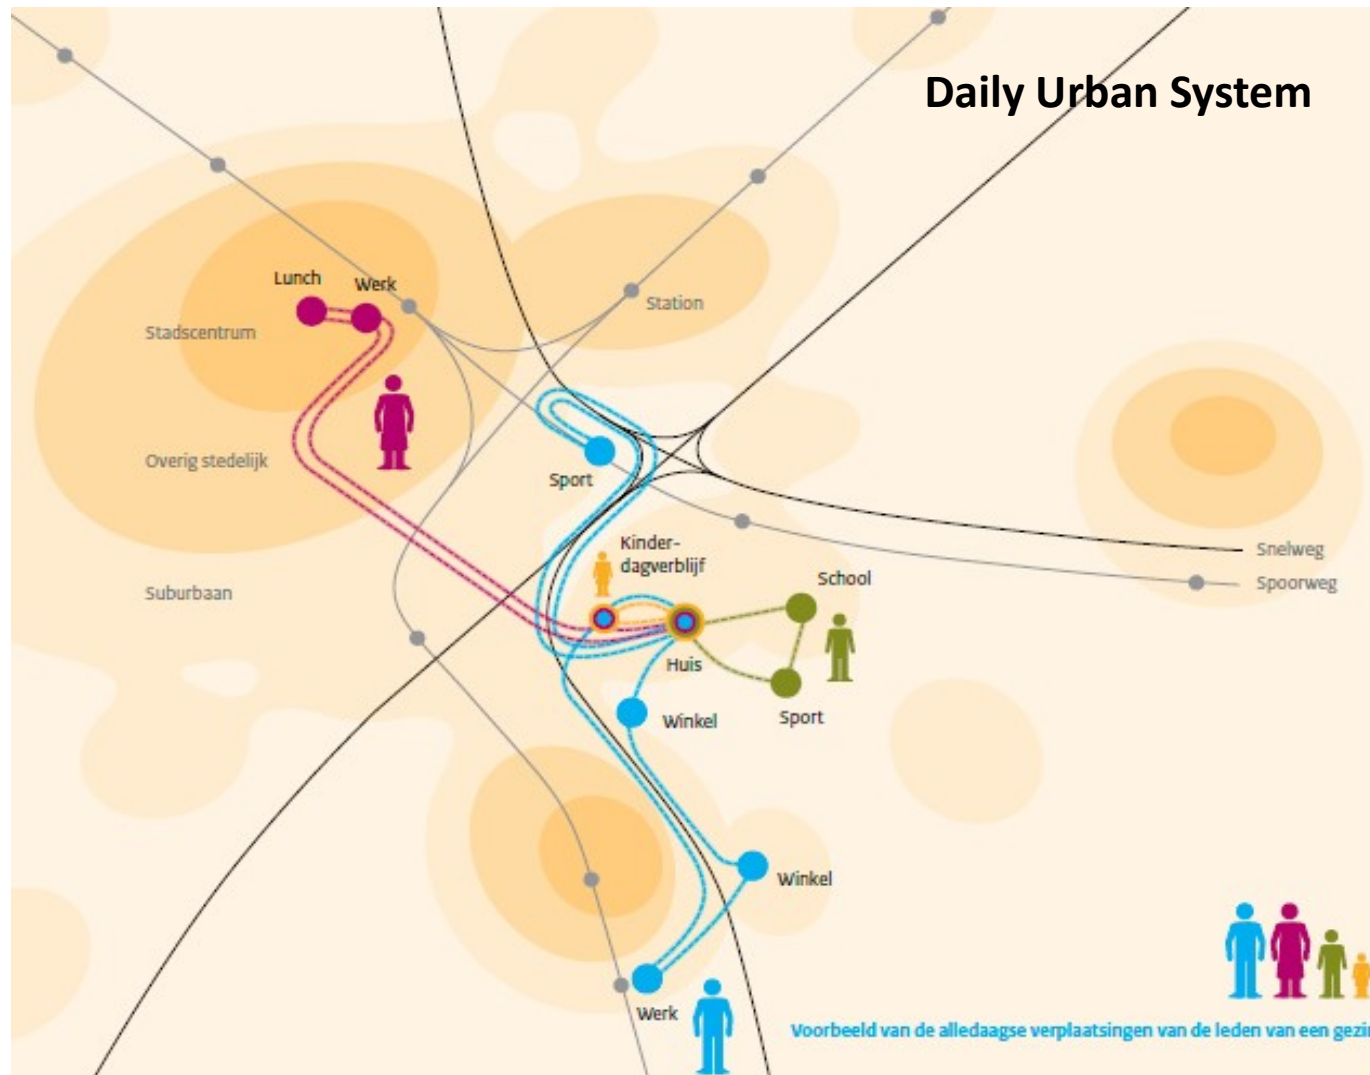 Daily Urban System
Lunch
Werk
Station
Stadscentrum
Overig stedelijk
Sport
Snelweg
Kinder-
dagverblijf
School
Spoorweg
Suburbaan
Huis
Winkel
Sport
Winkel
Werk
Voorbeeld van de alledaagse verplaatsingen van de leden van een